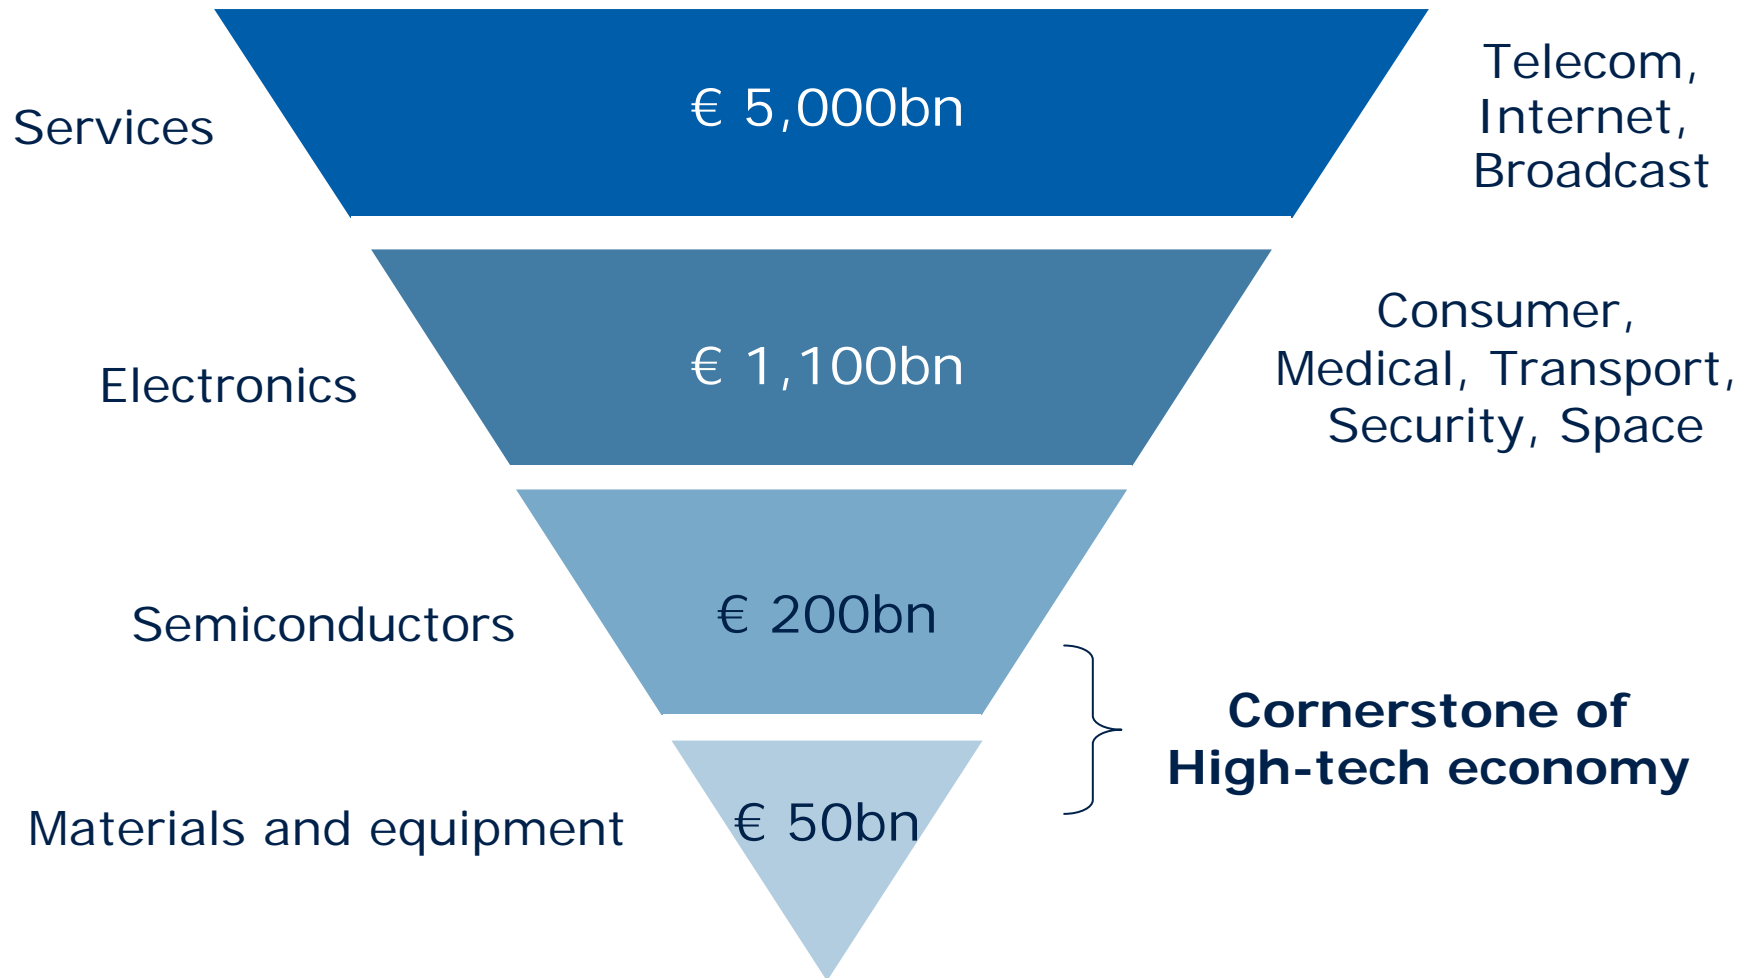 Services
€ 5,000bn
Telecom,
Internet,
Broadcast
Electronics
€ 1,100bn
Consumer,
Medical, Transport,
Security, Space
Semiconductors
€ 200bn
Cornerstone of
High-tech economy
Materials and equipment
€ 50bn